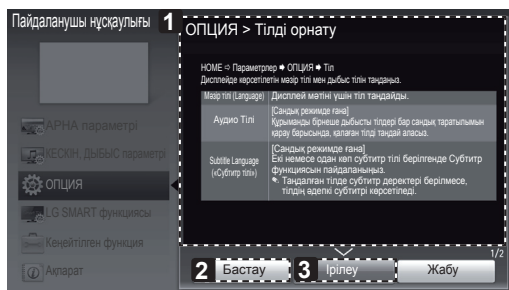 Пайдаланушы нұсқаулығы
1
ОПЦИЯ > Тілді орнату
HOME ⇨ Параметрлер ➡ ОПЦИЯ ➡ Тіл
Дисплейде көрсетілетін мәзір тілі мен дыбыс тілін таңдаңыз.
Мәзір тілі (Language) Дисплей мәтіні үшін тіл таңдайды.
Аудио Тілі
[Сандық режимде ғана]
Құрыманды бірнеше дыбысты тілдері бар сандық таратылымын
қарау барысында, қалаған тілді таңдай аласыз.
Subtitle Language
(«Субтитр тілі»)
[Сандық режимде ғана]
Екі немесе одан көп субтитр тілі берілгенде Субтитр
функциясын пайдаланыңыз.
✎ Таңдалған тілде субтитр деректері берілмесе,
тілдің әдепкі субтитрі көрсетіледі.
АРНА параметрі
КЕСКІН, ДЫБЫС параметрі
ОПЦИЯ
LG SMART функциясы
Кеңейтілген функция
Ақпарат
1/2
2 Бастау
3 Ірілеу
Жабу